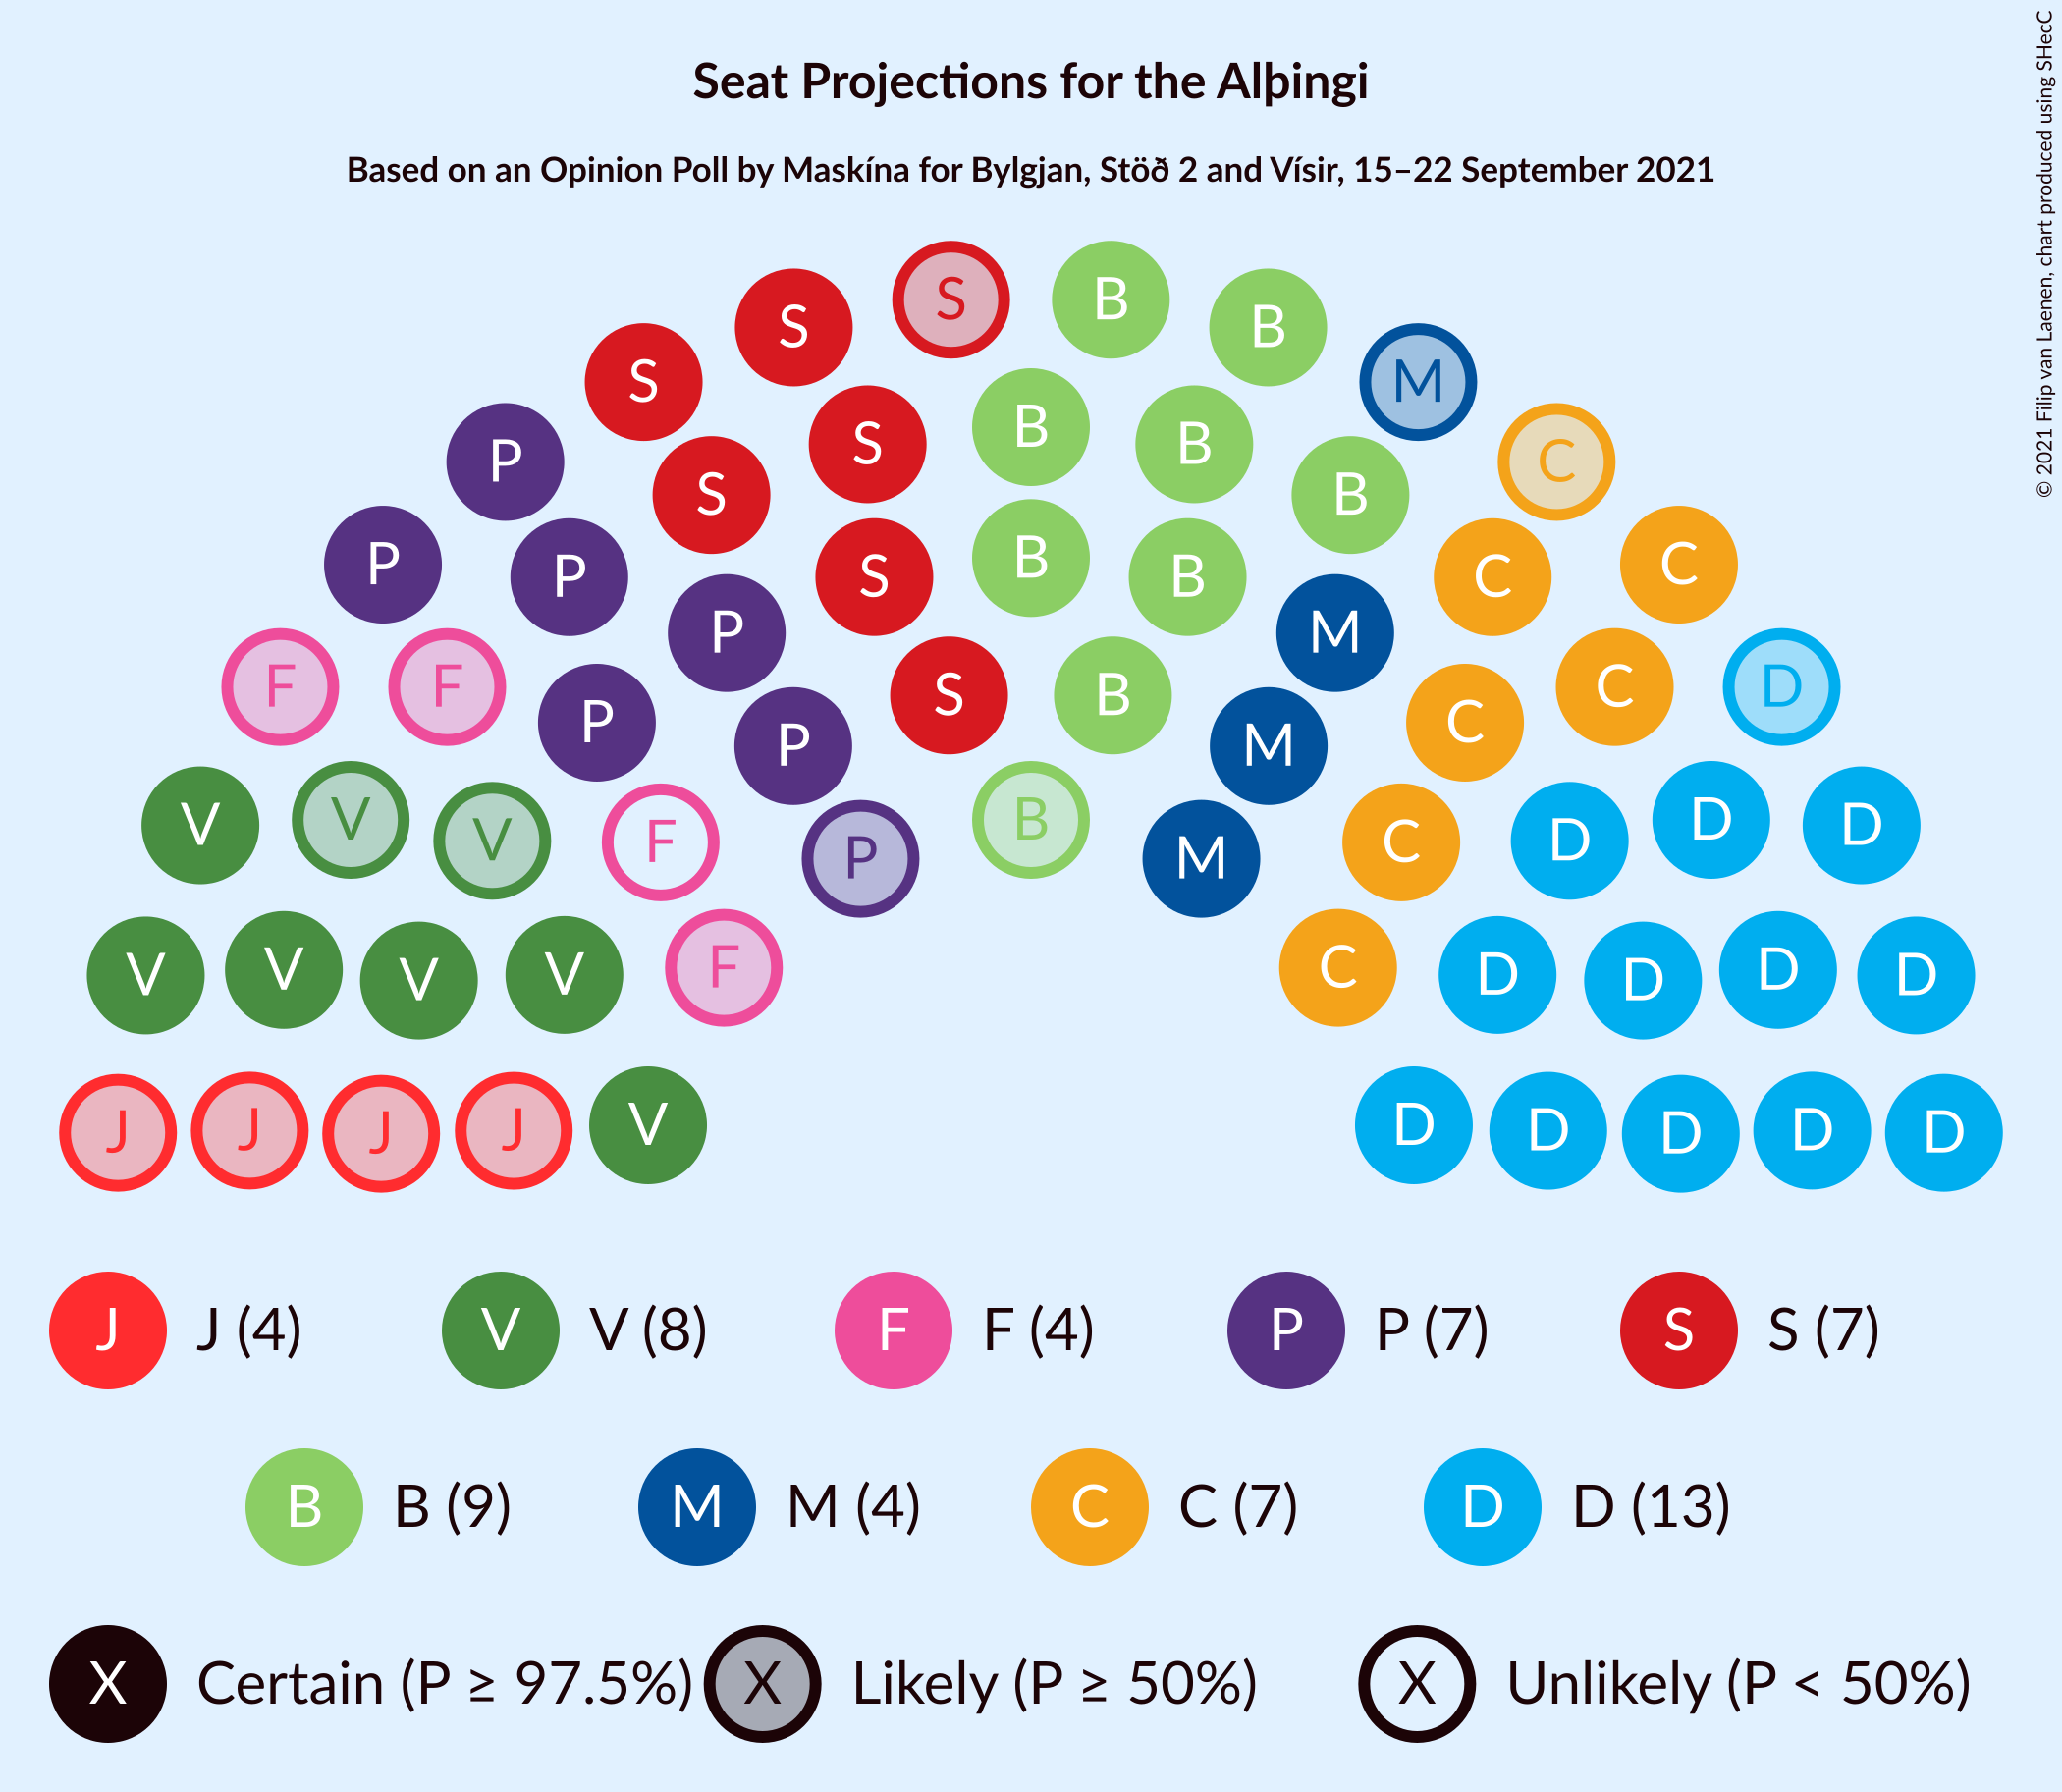 Seat Projections for the Alþingi
Based on an Opinion Poll by Maskína for Bylgjan, Stöð 2 and Vísir, 15–22 September 2021
© 2021 Filip van Laenen, chart produced using SHecC
S B
S B
S M
B
P S B C
S B
B
P P S B B C C
P M
F F P S B M C C D
P
V V V F P B M C D D D
V V V V F C D D D D
J J J J V D D D D D
J J (4) V V (8) F F (4) P P (7) S S (7)
B B (9) M M (4) C C (7) D D (13)
X Certain (P ≥ 97.5%) X Likely (P ≥ 50%) X Unlikely (P < 50%)